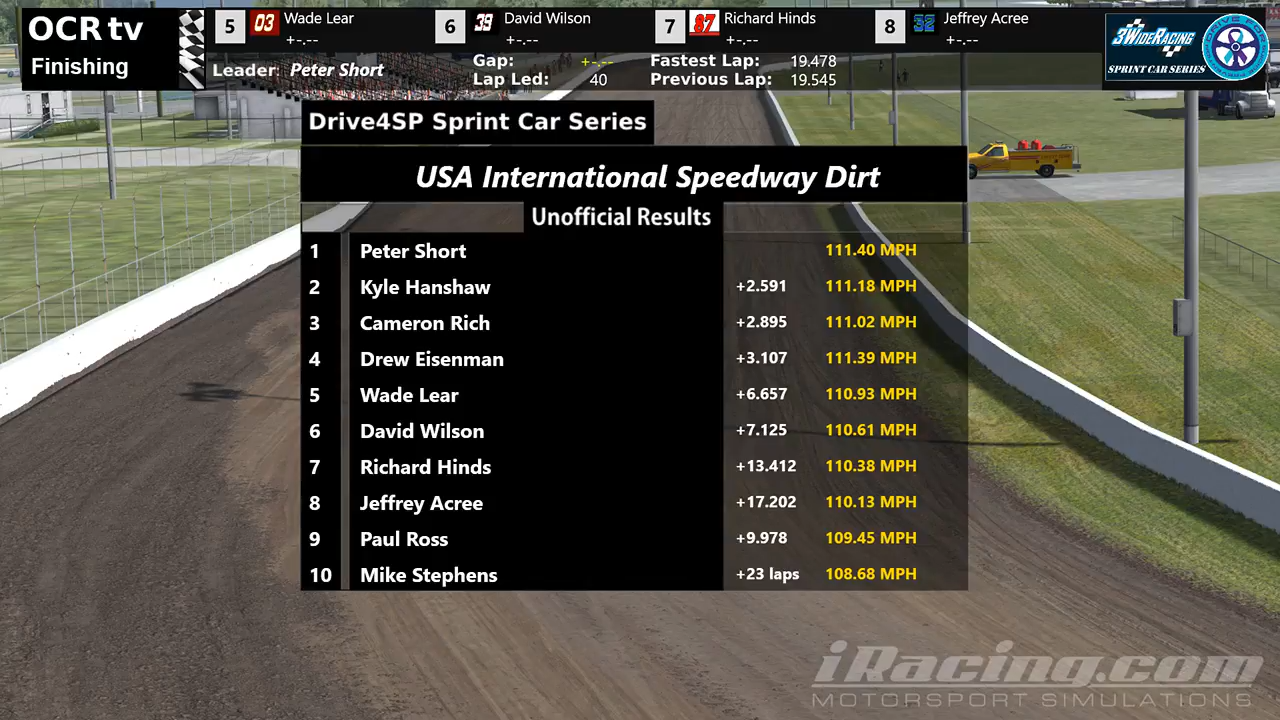 OCR tv
Finishing
5 03 Wade Lear +-.--
6 39 David Wilson +-.--
7 87 Richard Hinds +-.--
8 32 Jeffrey Acree +-.--
Leader: Peter Short
Gap: +-.--
Lap Led: 40
Fastest Lap: 19.478
Previous Lap: 19.545
3WIDERACING
SPRINT CAR SERIES
Drive4SP Sprint Car Series
USA International Speedway Dirt
Unofficial Results
1 Peter Short 111.40 MPH
2 Kyle Hanshaw +2.591 111.18 MPH
3 Cameron Rich +2.895 111.02 MPH
4 Drew Eisenman +3.107 111.39 MPH
5 Wade Lear +6.657 110.93 MPH
6 David Wilson +7.125 110.61 MPH
7 Richard Hinds +13.412 110.38 MPH
8 Jeffrey Acree +17.202 110.13 MPH
9 Paul Ross +9.978 109.45 MPH
10 Mike Stephens +23 laps 108.68 MPH
iRacing.com
MOTORSPORT SIMULATIONS